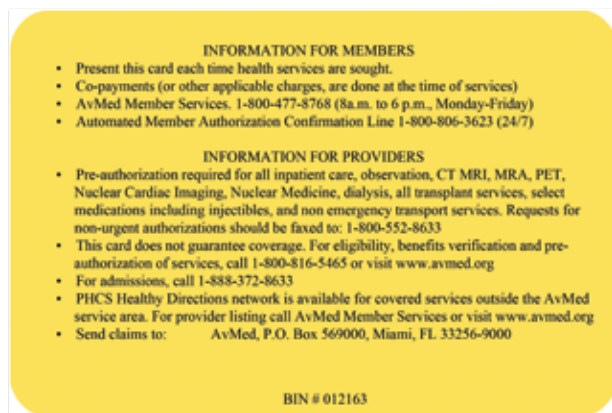 INFORMATION FOR MEMBERS
• Present this card each time health services are sought.
• Co-payments (or other applicable charges, are done at the time of services)
• AvMed Member Services. 1-800-477-8768 (8a.m. to 6 p.m., Monday-Friday)
• Automated Member Authorization Confirmation Line 1-800-806-3623 (24/7)
INFORMATION FOR PROVIDERS
• Pre-authorization required for all inpatient care, observation, CT MRI, MRA, PET,
Nuclear Cardiac Imaging, Nuclear Medicine, dialysis, all transplant services, select
medications including injectibles, and non emergency transport services. Requests for
non-urgent authorizations should be faxed to: 1-800-552-8633
• This card does not guarantee coverage. For eligibility, benefits verification and pre-
authorization of services, call 1-800-816-5465 or visit www.avmed.org
• For admissions, call 1-888-372-8633
• PHCS Healthy Directions network is available for covered services outside the AvMed
service area. For provider listing call AvMed Member Services or visit www.avmed.org
• Send claims to: AvMed, P.O. Box 569000, Miami, FL 33256-9000
BIN # 012163